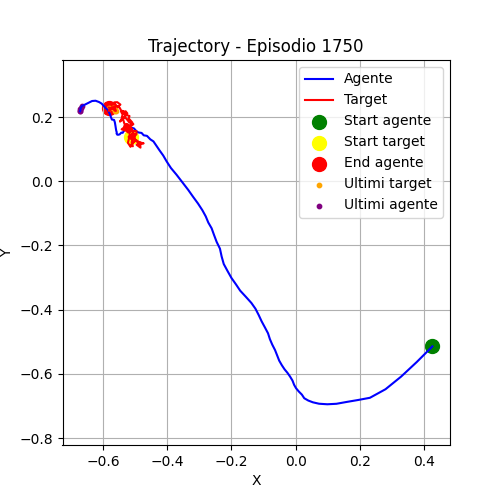 Trajectory - Episodio 1750
Agente
Target
Start agente
Start target
End agente
Ultimi target
Ultimi agente
0.2
0.0
−0.2
−0.4
−0.6
−0.8
Y
−0.6
−0.4
−0.2
0.0
0.2
0.4
X